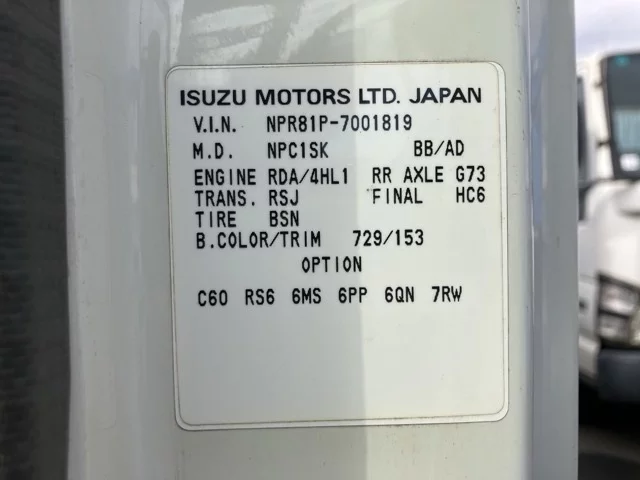 ISUZU MOTORS LTD. JAPAN
V.I.N. NPR81P-7001819
M.D. NPC1SK BB/AD
ENGINE RDA/4HL1 RR AXLE G73
TRANS. RSJ FINAL HC6
TIRE BSN
B.COLOR/TRIM 729/153
OPTION
C60 RS6 6MS 6PP 6QN 7RW